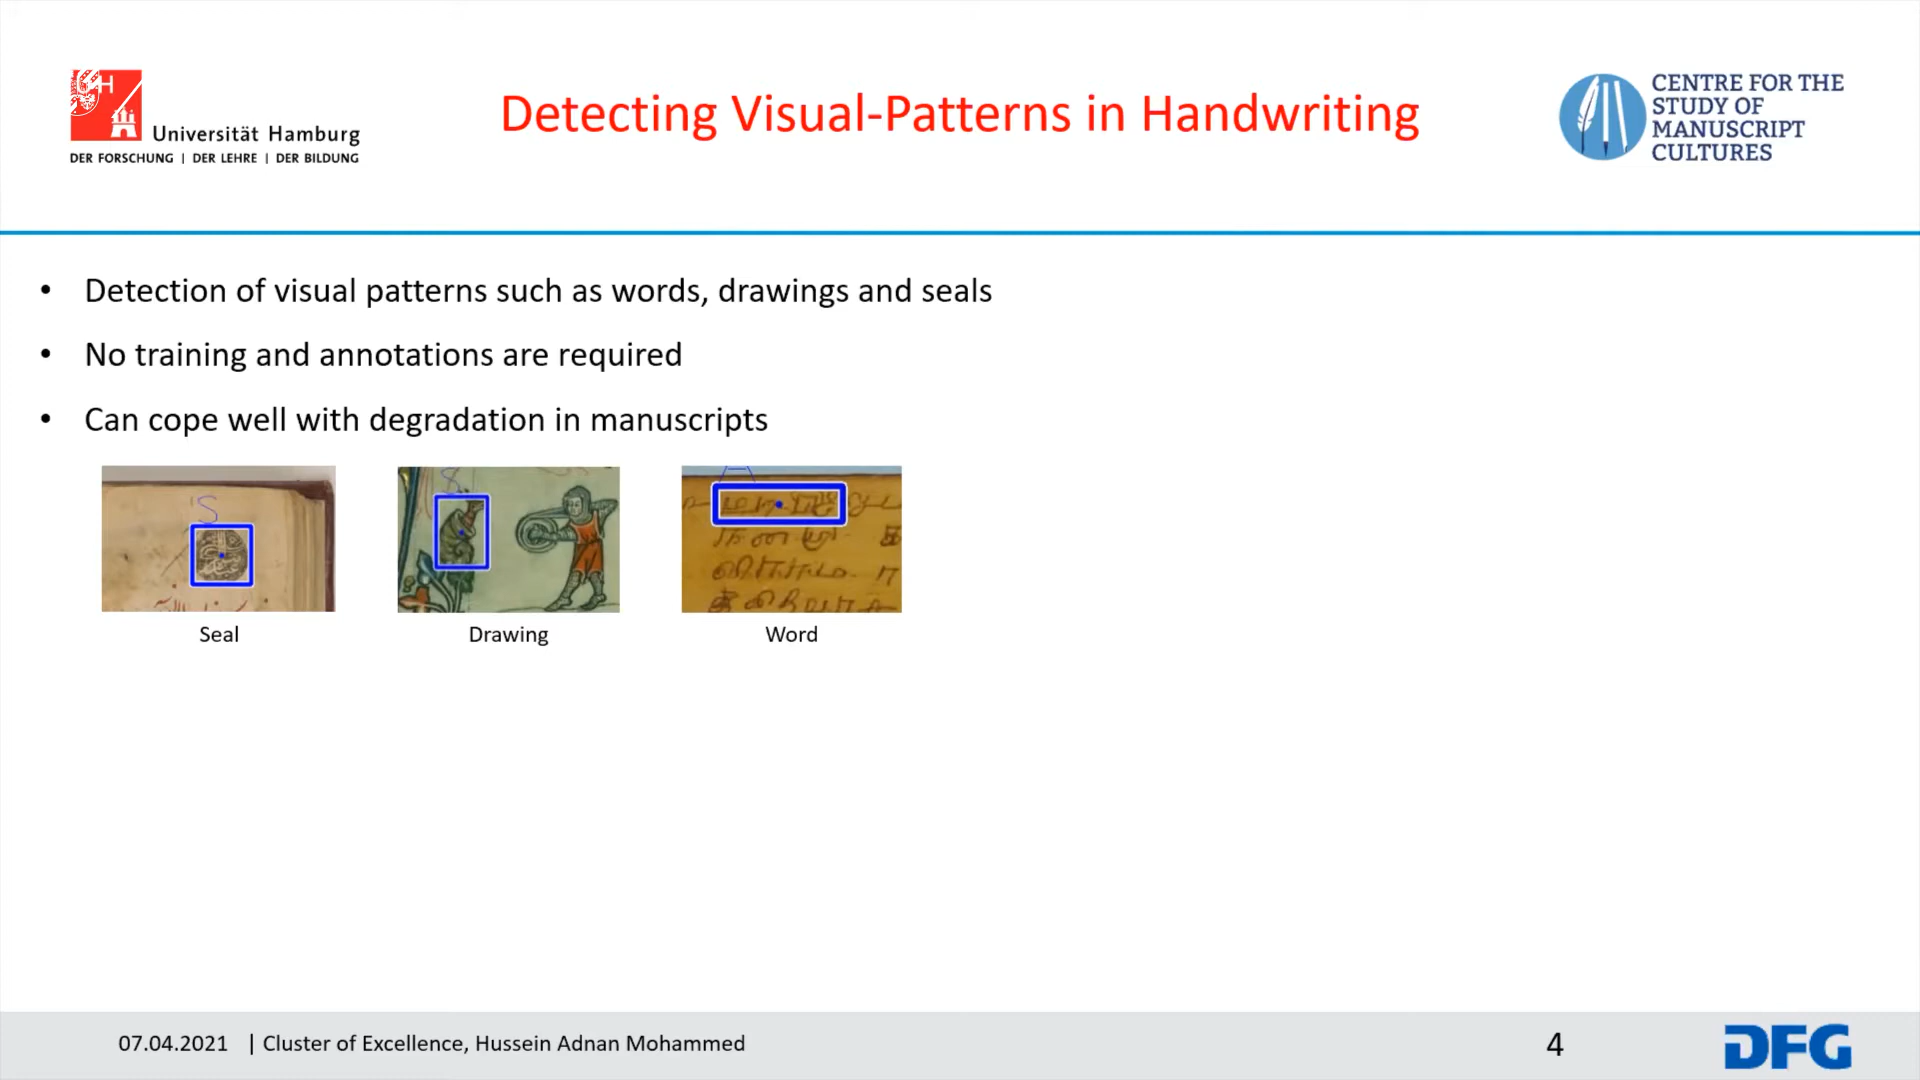 Universität Hamburg
DER FORSCHUNG | DER LEHRE | DER BILDUNG
Detecting Visual-Patterns in Handwriting
CENTRE FOR THE
STUDY OF
MANUSCRIPT
CULTURES
• Detection of visual patterns such as words, drawings and seals
• No training and annotations are required
• Can cope well with degradation in manuscripts
Seal
Drawing
Word
07.04.2021 | Cluster of Excellence, Hussein Adnan Mohammed
4
DFG